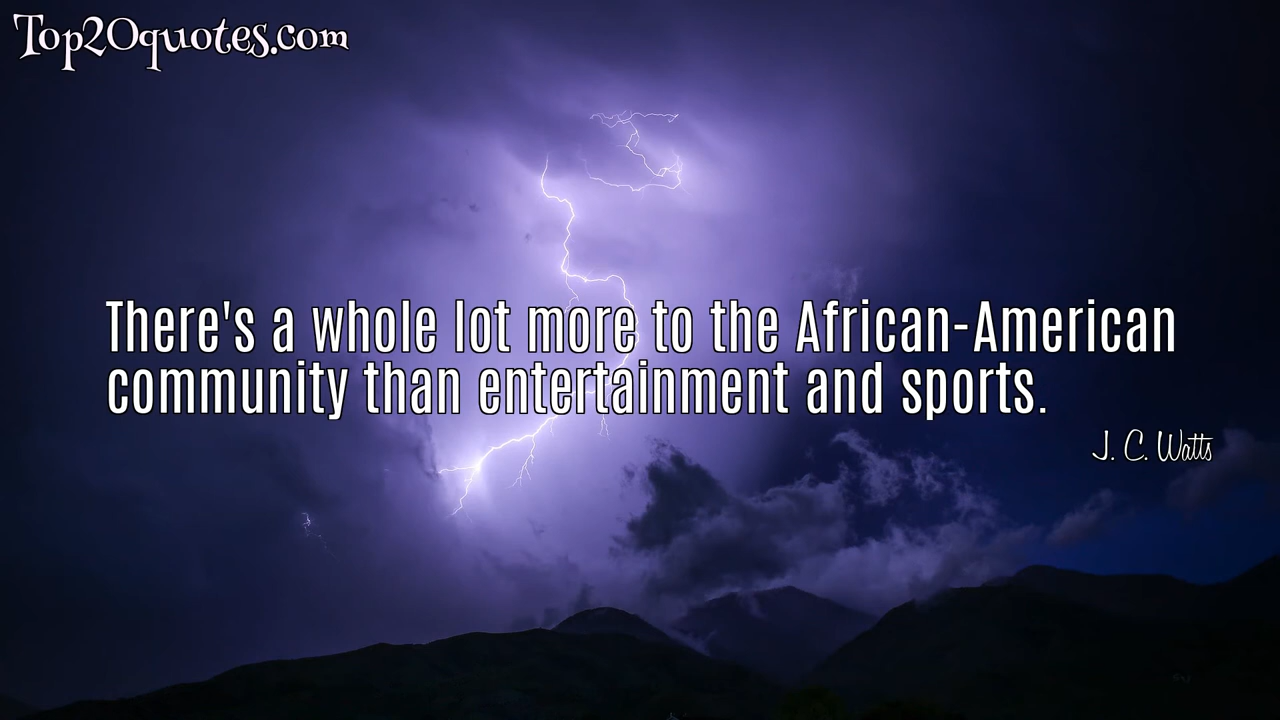 Top20quotes.com
There's a whole lot more to the African-American
community than entertainment and sports.
J. C. Watts